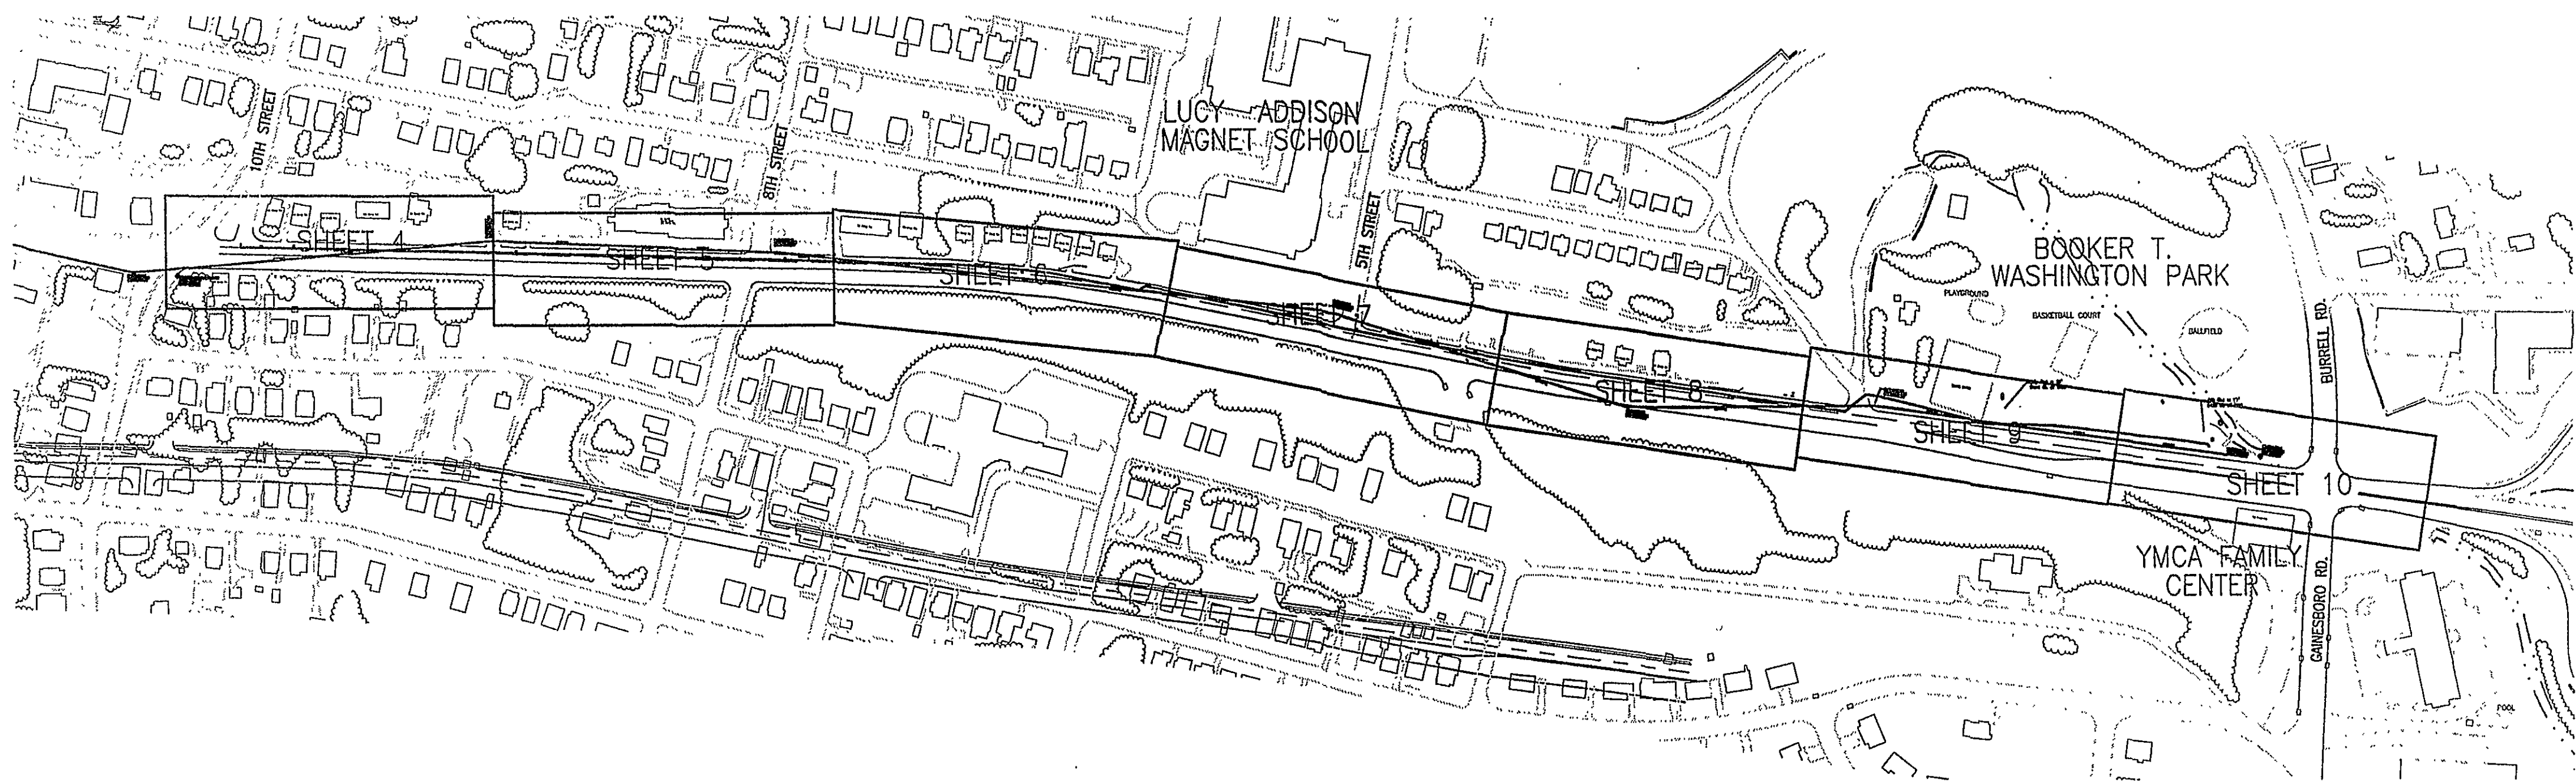 LUCY ADDISON
MAGNET SCHOOL
10TH STREET
8TH STREET
5TH STREET
SHEET 4
SHEET 5
SHEET 6
SHEET 7
SHEET 8
SHEET 9
SHEET 10
BOOKER T.
WASHINGTON PARK
PLAYGROUND
BASKETBALL COURT
BALLFIELD
BURRELL RD.
YMCA FAMILY
CENTER
GAINESBORO RD.
POOL